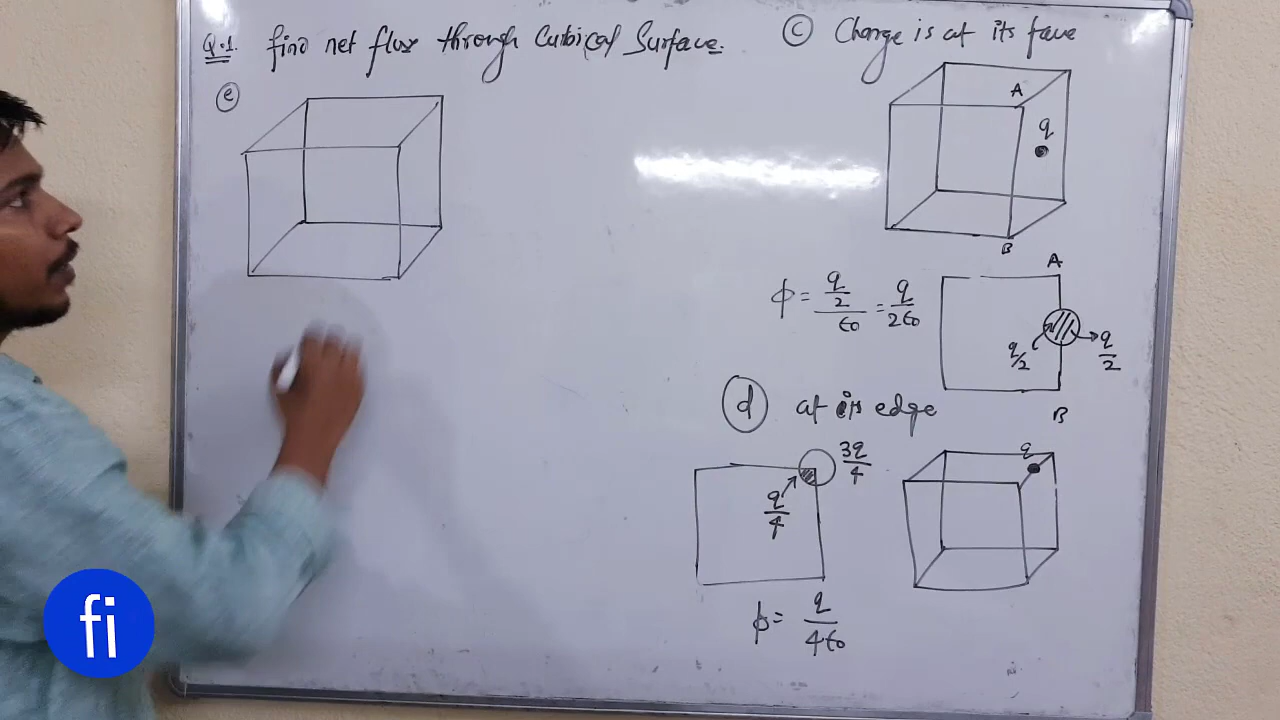 Q.1. find net flux through Cubical Surface.
(e)
(c) Charge is at its face
A
q
B
ϕ = (q/2)/ϵ0 = q/2ϵ0
A
q/2
q/2
B
(d) at its edge
3q/4
q/4
q
ϕ = q/4ϵ0
fi